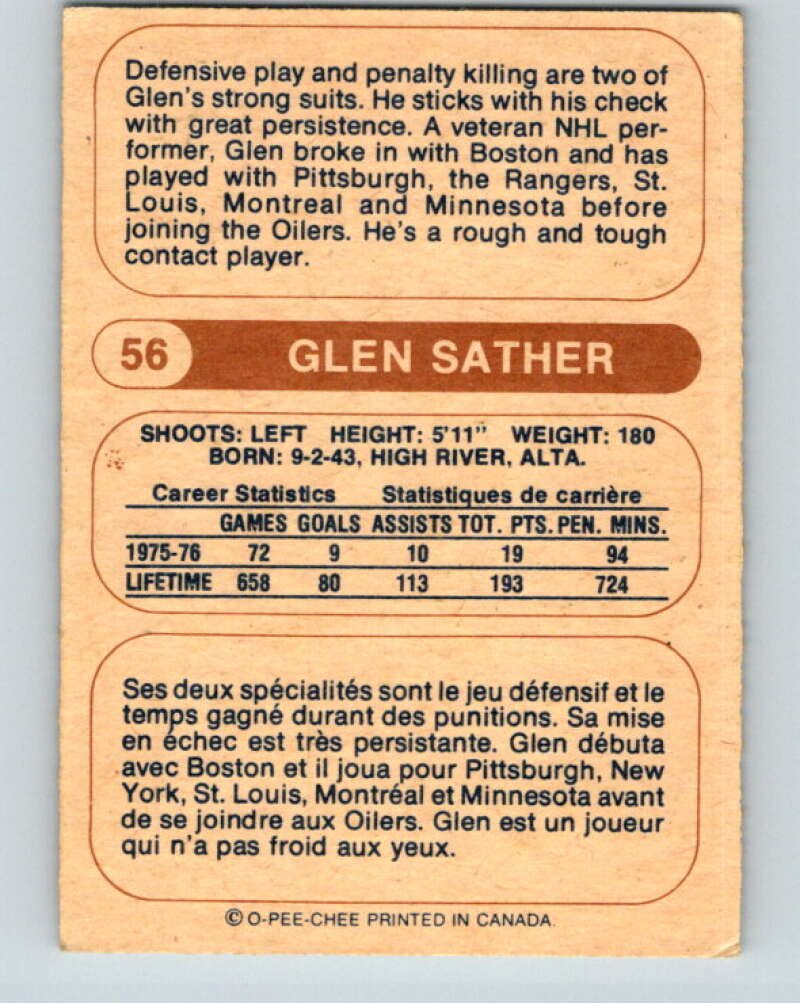 Defensive play and penalty killing are two of
Glen's strong suits. He sticks with his check
with great persistence. A veteran NHL per-
former, Glen broke in with Boston and has
played with Pittsburgh, the Rangers, St.
Louis, Montreal and Minnesota before
joining the Oilers. He's a rough and tough
contact player.
56 GLEN SATHER
SHOOTS: LEFT HEIGHT: 5'11" WEIGHT: 180
BORN: 9-2-43, HIGH RIVER, ALTA.
Career Statistics Statistiques de carrière
GAMES GOALS ASSISTS TOT. PTS. PEN. MINS.
1975-76 72 9 10 19 94
LIFETIME 658 80 113 193 724
Ses deux spécialités sont le jeu défensif et le
temps gagné durant des punitions. Sa mise
en échec est très persistante. Glen débuta
avec Boston et il joua pour Pittsburgh, New
York, St. Louis, Montréal et Minnesota avant
de se joindre aux Oilers. Glen est un joueur
qui n'a pas froid aux yeux.
© O-PEE-CHEE PRINTED IN CANADA.